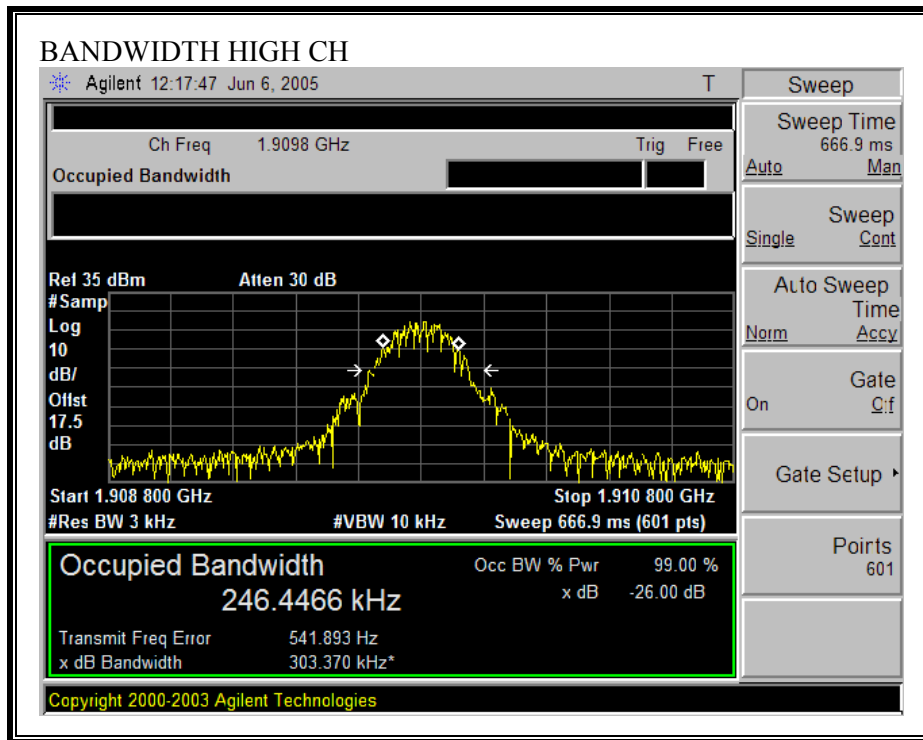 BANDWIDTH HIGH CH
Agilent 12:17:47 Jun 6, 2005 T
Ch Freq 1.9098 GHz Trig Free
Occupied Bandwidth
Ref 35 dBm Atten 30 dB
#Samp
Log
10
dB/
Offst
17.5
dB
Start 1.908 800 GHz Stop 1.910 800 GHz
#Res BW 3 kHz #VBW 10 kHz Sweep 666.9 ms (601 pts)
Occupied Bandwidth
246.4466 kHz
Occ BW % Pwr 99.00 %
x dB -26.00 dB
Transmit Freq Error 541.893 Hz
x dB Bandwidth 303.370 kHz*
Copyright 2000-2003 Agilent Technologies
Sweep
Sweep Time
666.9 ms
Auto Man
Sweep
Single Cont
Auto Sweep
Time
Norm Accy
Gate
On Off
Gate Setup
Points
601